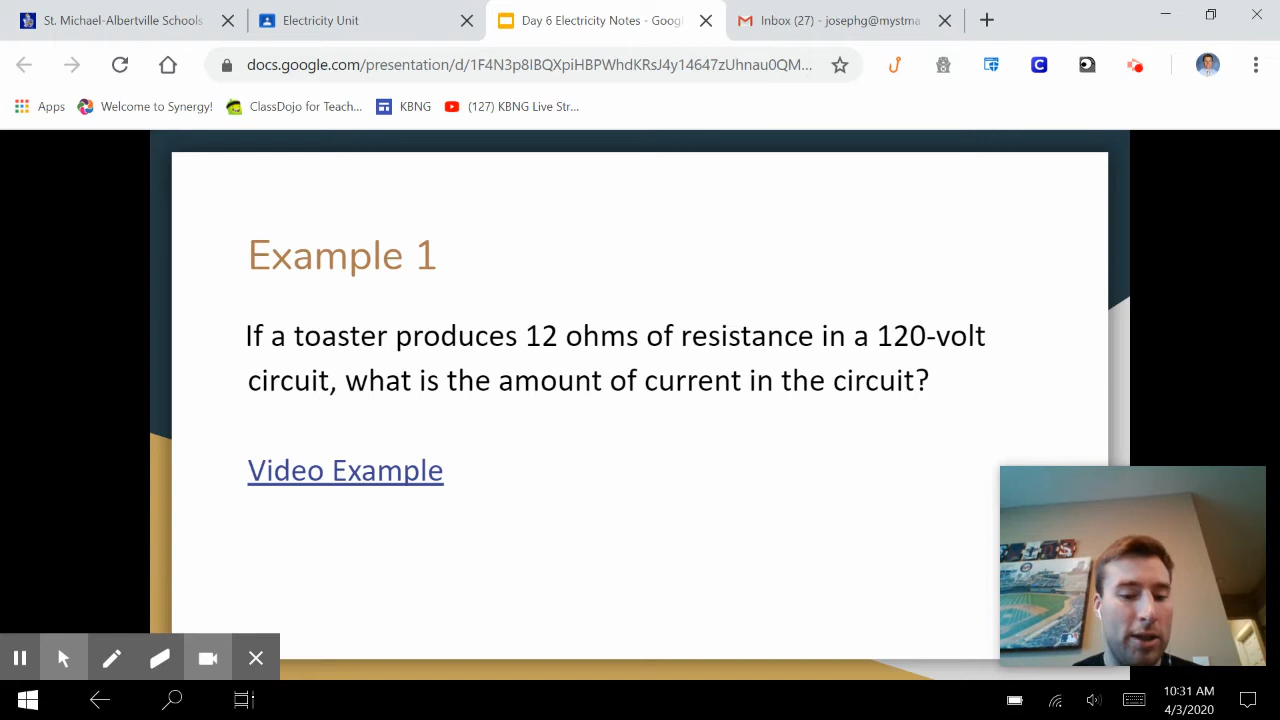 St. Michael-Albertville Schools
Electricity Unit
Day 6 Electricity Notes - Goog
Inbox (27) - josephg@mystma
docs.google.com/presentation/d/1F4N3p8IBQXpiHBPWhdKRsJ4y14647zUhnau0QM...
Apps
Welcome to Synergy!
ClassDojo for Teach...
KBNG
(127) KBNG Live Str...
Example 1
If a toaster produces 12 ohms of resistance in a 120-volt
circuit, what is the amount of current in the circuit?
Video Example
10:31 AM
4/3/2020